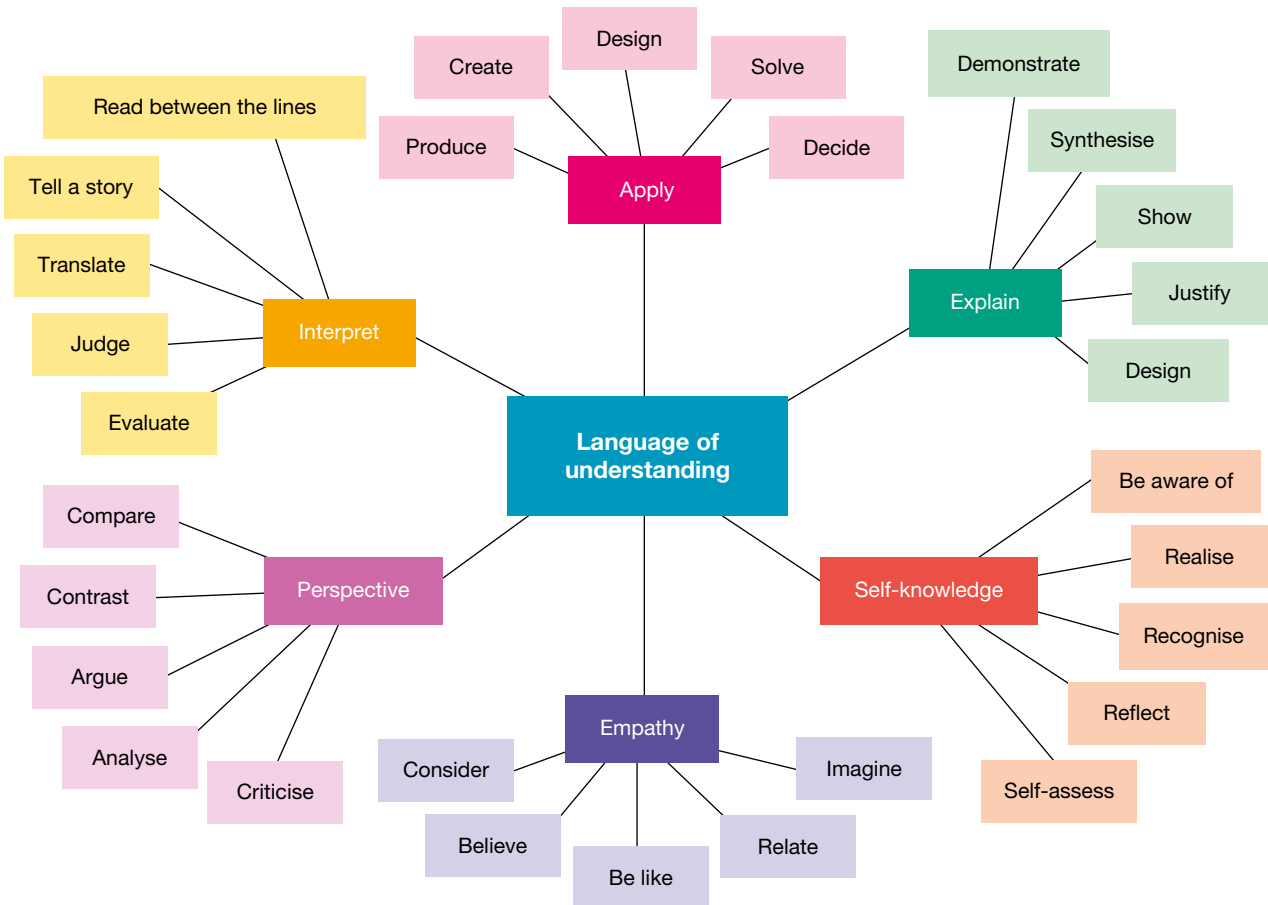 Language of
understanding
Apply
Produce
Create
Design
Solve
Decide
Explain
Demonstrate
Synthesise
Show
Justify
Design
Self-knowledge
Be aware of
Realise
Recognise
Reflect
Self-assess
Empathy
Imagine
Relate
Be like
Believe
Consider
Perspective
Criticise
Analyse
Argue
Contrast
Compare
Interpret
Evaluate
Judge
Translate
Tell a story
Read between the lines